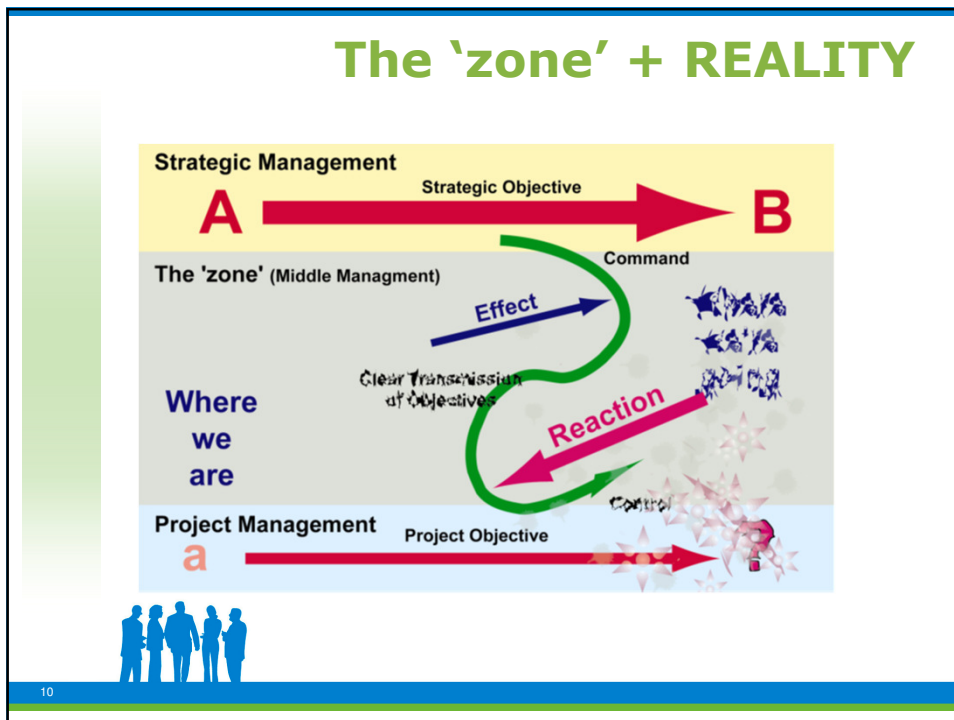 The ‘zone’ + REALITY
Strategic Management
Strategic Objective
A
B
Command
The 'zone' (Middle Managment)
Effect
Clear Transmission
of Objectives
Where
we
are
Reaction
Control
Project Management
Project Objective
a
10